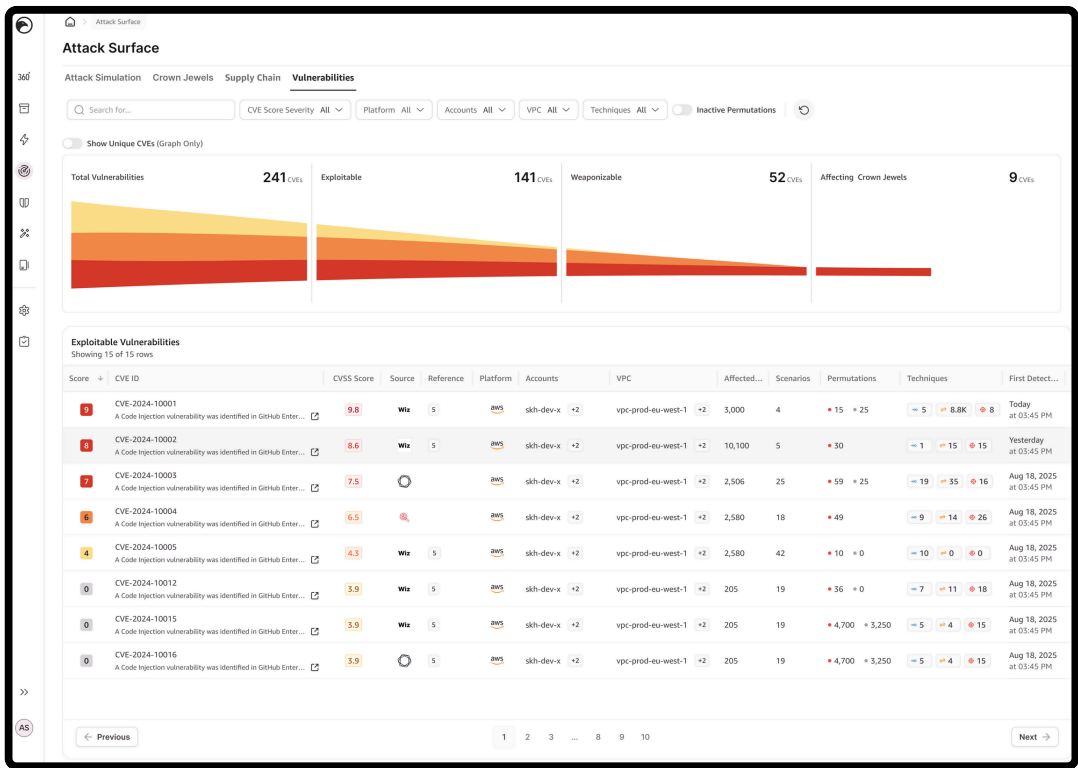 Attack Surface
Attack Surface
360°
Attack Simulation Crown Jewels Supply Chain Vulnerabilities
Search for... CVE Score Severity All Platform All Accounts All VPC All Techniques All Inactive Permutations
Show Unique CVEs (Graph Only)
Total Vulnerabilities 241 CVEs Exploitable 141 CVEs Weaponizable 52 CVEs Affecting Crown Jewels 9 CVEs
Exploitable Vulnerabilities
Showing 15 of 15 rows
Score CVE ID CVSS Score Source Reference Platform Accounts VPC Affected... Scenarios Permutations Techniques First Detect...
9 CVE-2024-10001 9.8 Wiz 5 aws skh-dev-x +2 vpc-prod-eu-west-1 +2 3,000 4 15 25 5 8.8K 8 Today
A Code Injection vulnerability was identified in GitHub Enter... at 03:45 PM
8 CVE-2024-10002 8.6 Wiz 5 aws skh-dev-x +2 vpc-prod-eu-west-1 +2 10,100 5 30 1 15 15 Yesterday
A Code Injection vulnerability was identified in GitHub Enter... at 03:45 PM
7 CVE-2024-10003 7.5 aws skh-dev-x +2 vpc-prod-eu-west-1 +2 2,506 25 59 25 19 35 16 Aug 18, 2025
A Code Injection vulnerability was identified in GitHub Enter... at 03:45 PM
6 CVE-2024-10004 6.5 aws skh-dev-x +2 vpc-prod-eu-west-1 +2 2,580 18 49 9 14 26 Aug 18, 2025
A Code Injection vulnerability was identified in GitHub Enter... at 03:45 PM
4 CVE-2024-10005 4.3 Wiz 5 aws skh-dev-x +2 vpc-prod-eu-west-1 +2 2,580 42 10 0 10 0 0 Aug 18, 2025
A Code Injection vulnerability was identified in GitHub Enter... at 03:45 PM
0 CVE-2024-10012 3.9 Wiz 5 aws skh-dev-x +2 vpc-prod-eu-west-1 +2 205 19 36 0 7 11 18 Aug 18, 2025
A Code Injection vulnerability was identified in GitHub Enter... at 03:45 PM
0 CVE-2024-10015 3.9 Wiz 5 aws skh-dev-x +2 vpc-prod-eu-west-1 +2 205 19 4,700 3,250 5 4 15 Aug 18, 2025
A Code Injection vulnerability was identified in GitHub Enter... at 03:45 PM
0 CVE-2024-10016 3.9 5 aws skh-dev-x +2 vpc-prod-eu-west-1 +2 205 19 4,700 3,250 5 4 15 Aug 18, 2025
A Code Injection vulnerability was identified in GitHub Enter... at 03:45 PM
AS
Previous 1 2 3 ... 8 9 10 Next